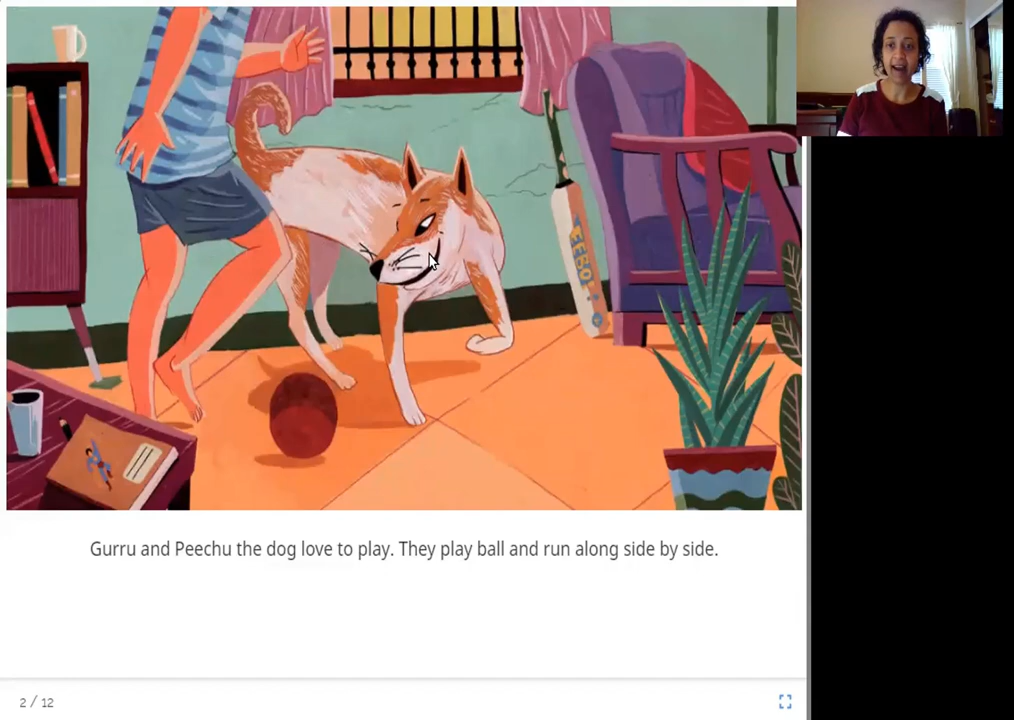 Gurru and Peechu the dog love to play. They play ball and run along side by side.
2 / 12